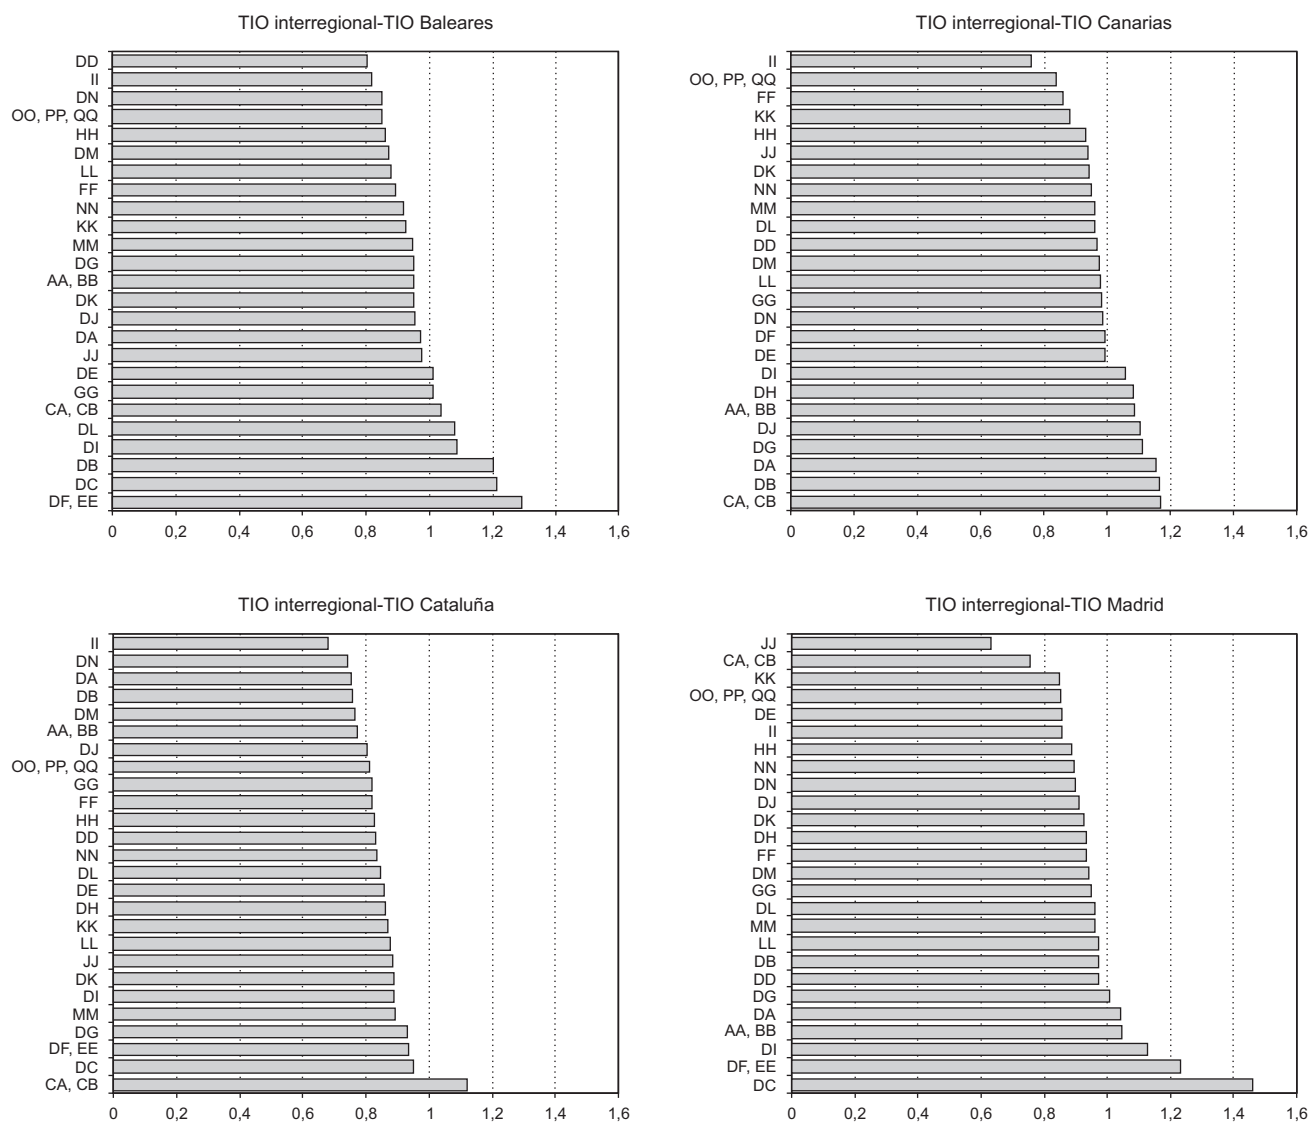 TIO interregional-TIO Baleares
DD
II
DN
OO, PP, QQ
HH
DM
LL
FF
NN
KK
MM
DG
AA, BB
DK
DJ
DA
JJ
DE
GG
CA, CB
DL
DI
DB
DC
DF, EE
0 0,2 0,4 0,6 0,8 1 1,2 1,4 1,6
TIO interregional-TIO Canarias
II
OO, PP, QQ
FF
KK
HH
JJ
DK
NN
MM
DL
DD
DM
LL
GG
DN
DF
DE
DI
DH
AA, BB
DJ
DG
DA
DB
CA, CB
0 0,2 0,4 0,6 0,8 1 1,2 1,4 1,6
TIO interregional-TIO Cataluña
II
DN
DA
DB
DM
AA, BB
DJ
OO, PP, QQ
GG
FF
HH
DD
NN
DL
DE
DH
KK
LL
JJ
DK
DI
MM
DG
DF, EE
DC
CA, CB
0 0,2 0,4 0,6 0,8 1 1,2 1,4 1,6
TIO interregional-TIO Madrid
JJ
CA, CB
KK
OO, PP, QQ
DE
II
HH
NN
DN
DJ
DK
DH
FF
DM
GG
DL
MM
LL
DB
DD
DG
DA
AA, BB
DI
DF, EE
DC
0 0,2 0,4 0,6 0,8 1 1,2 1,4 1,6